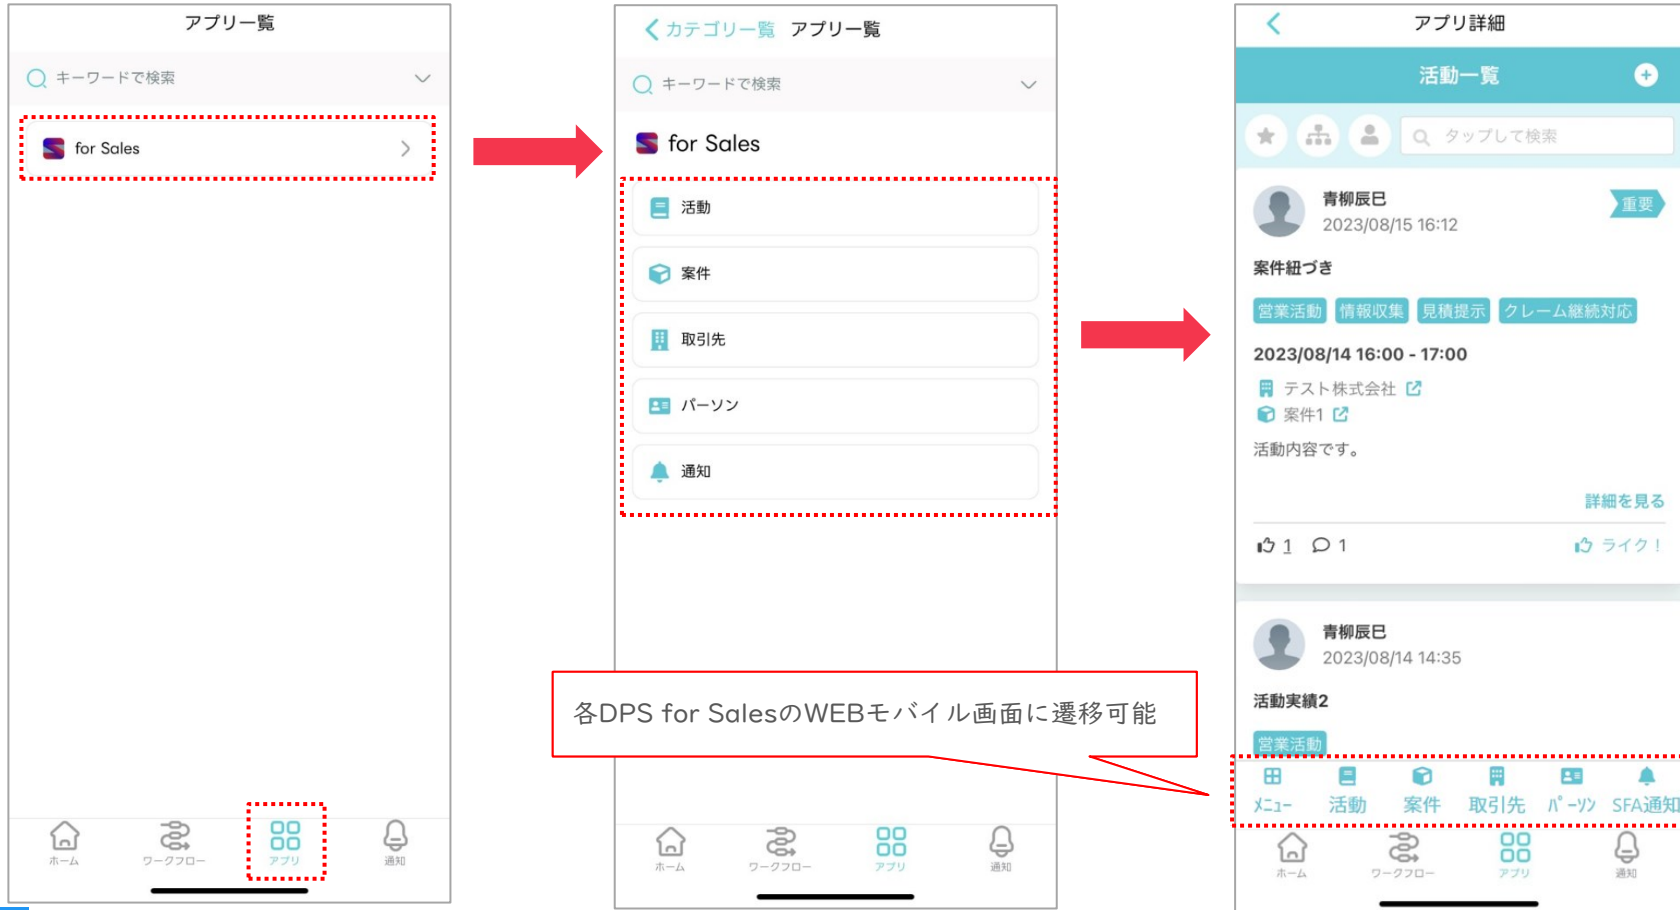 アプリ一覧
キーワードで検索
for Sales
ホーム
ワークフロー
アプリ
通知
カテゴリ一覧 アプリ一覧
キーワードで検索
for Sales
活動
案件
取引先
パーソン
通知
各DPS for SalesのWEBモバイル画面に遷移可能
ホーム
ワークフロー
アプリ
通知
アプリ詳細
活動一覧
タップして検索
青柳辰巳
2023/08/15 16:12
重要
案件紐づき
営業活動 情報収集 見積提示 クレーム継続対応
2023/08/14 16:00 - 17:00
テスト株式会社
案件1
活動内容です。
詳細を見る
1 1 ライク！
青柳辰巳
2023/08/14 14:35
活動実績2
営業活動
ﾒﾆｭｰ 活動 案件 取引先 ﾊﾟｰｿﾝ SFA通知
ホーム
ワークフロー
アプリ
通知